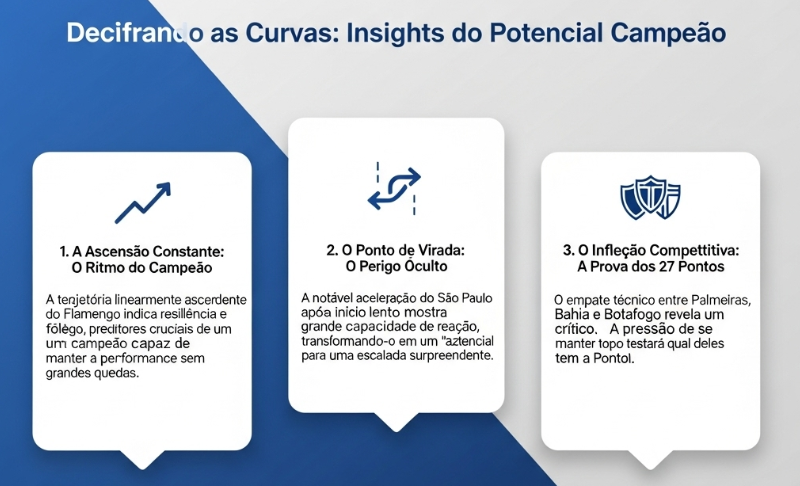 Decifrando as Curvas: Insights do Potencial Campeão
1. A Ascensão Constante:
O Ritmo do Campeão
A terjetória linearmente ascerdente
do Flamengo indica resillência e
fôlégo, preditores cruciais de um
um campeão capaz de
manter a performance sem
grandes quedas.
2. O Ponto de Virada:
O Perigo Óculto
A notável aceleração do São Paulo
apóa inicio lento mostra
grande capacidade de reação,
transformando-o em um "aztencial
para uma escalada surpreendente.
3. O Infleção Compettitiva:
A Prova dos 27 Pontos
O empate técnico entre Palmeiras,
Bahia e Botafogo revela um
crítico. A pressão de se
manter topo testará qual deles
tem a Pontol.